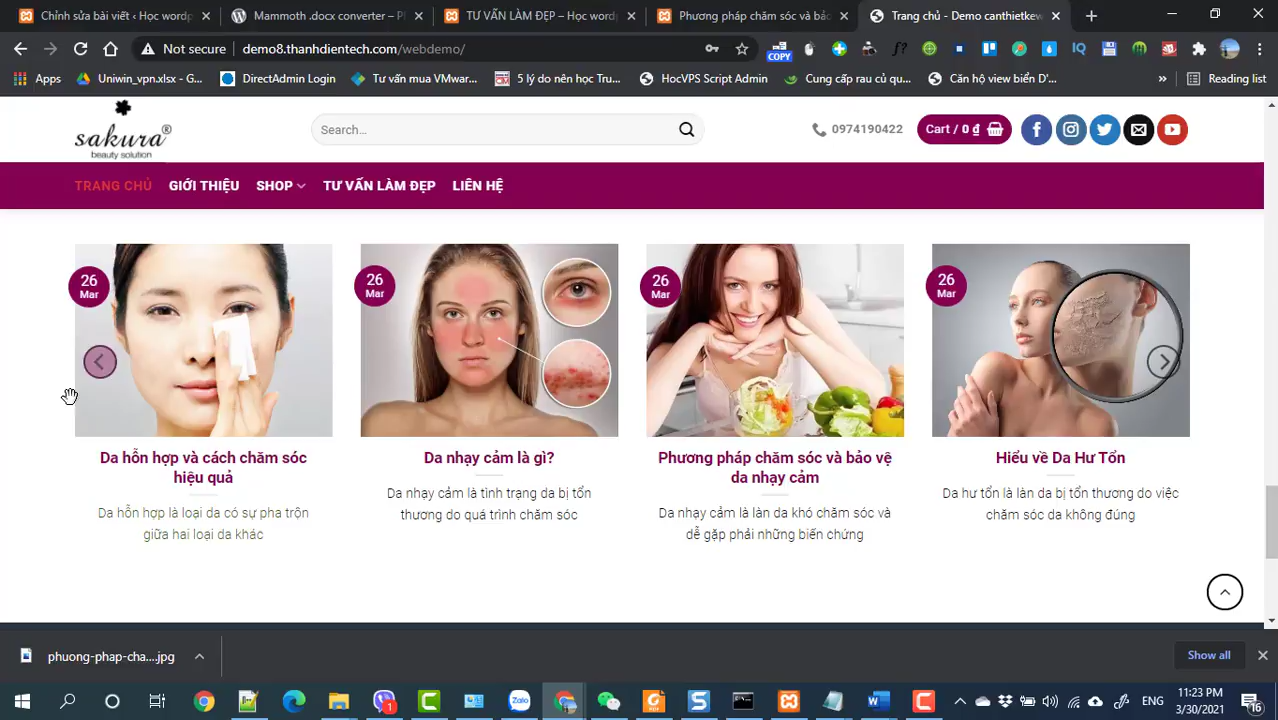 Chỉnh sửa bài viết ‹ Học wordp
Mammoth .docx converter – Pl
TƯ VẤN LÀM ĐẸP – Học wordp
Phương pháp chăm sóc và bảo
Trang chủ - Demo canthietkew
Not secure
demo8.thanhdientech.com/webdemo/
COPY
f?
IQ
Apps
Uniwin_vpn.xlsx - G...
DirectAdmin Login
Tư vấn mua VMwar...
5 lý do nên học Tru...
HocVPS Script Admin
Cung cấp rau củ qu...
Căn hộ view biển D'...
»
Reading list
sakura®
beauty solution
Search...
0974190422
Cart / 0 ₫
TRANG CHỦ
GIỚI THIỆU
SHOP
TƯ VẤN LÀM ĐẸP
LIÊN HỆ
26
Mar
26
Mar
26
Mar
26
Mar
Da hỗn hợp và cách chăm sóc
hiệu quả
Da hỗn hợp là loại da có sự pha trộn
giữa hai loại da khác
Da nhạy cảm là gì?
Da nhạy cảm là tình trạng da bị tổn
thương do quá trình chăm sóc
Phương pháp chăm sóc và bảo vệ
da nhạy cảm
Da nhạy cảm là làn da khó chăm sóc và
dễ gặp phải những biến chứng
Hiểu về Da Hư Tổn
Da hư tổn là làn da bị tổn thương do việc
chăm sóc da không đúng
phuong-phap-cha....jpg
Show all
1
Zalo
ENG
11:23 PM
3/30/2021
16